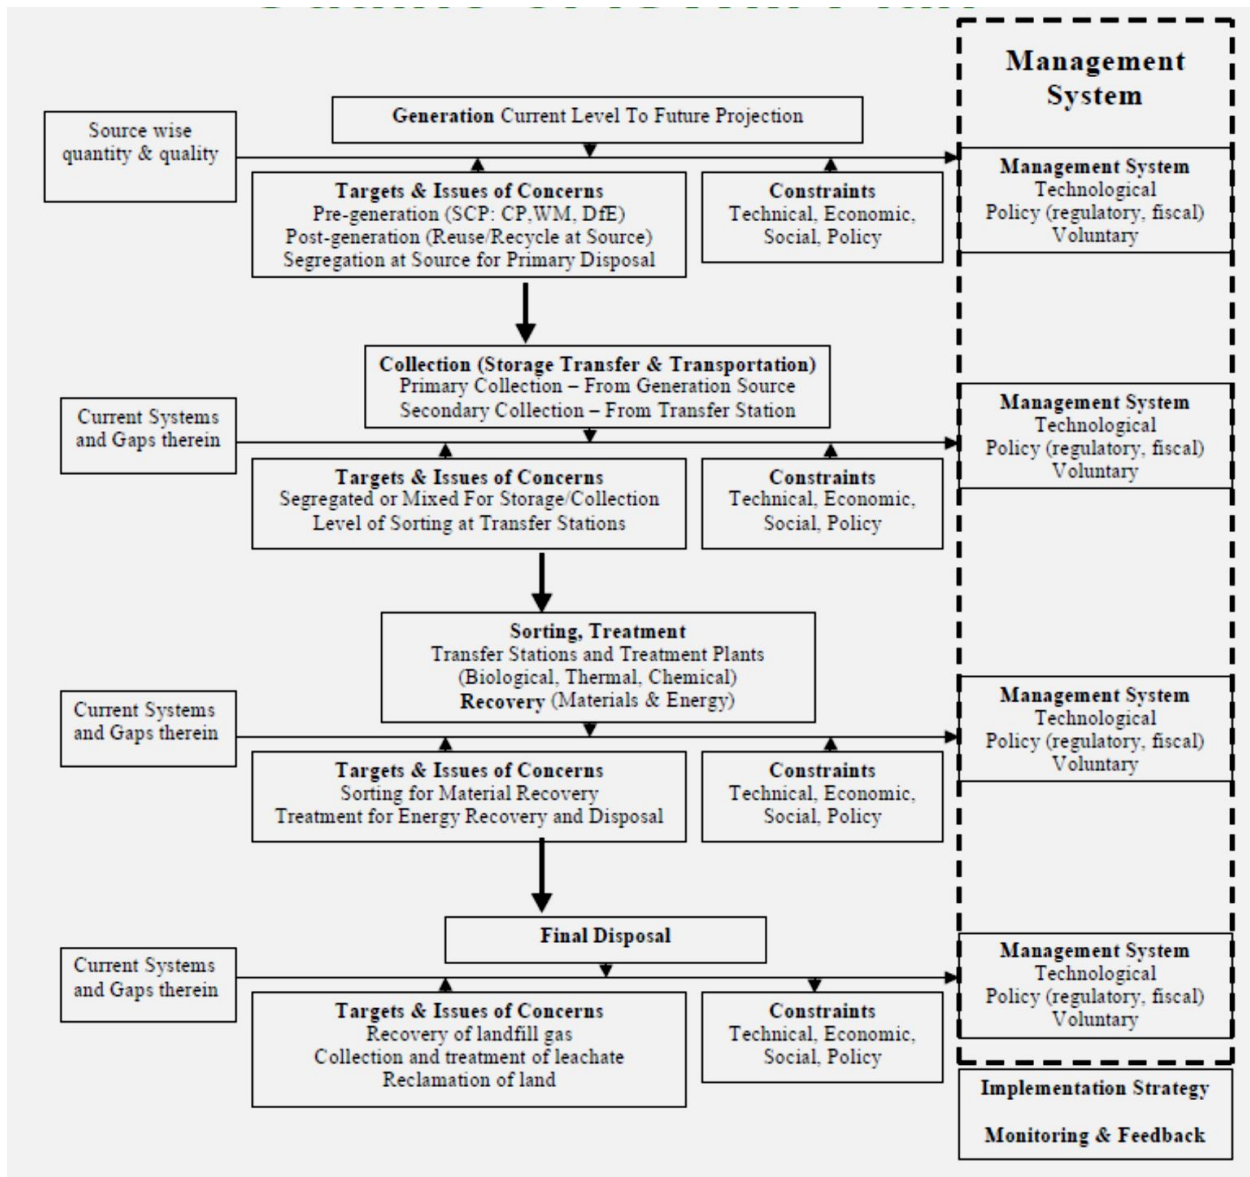 Management
System
Generation Current Level To Future Projection
Source wise
quantity & quality
Targets & Issues of Concerns
Pre-generation (SCP: CP,WM, DfE)
Post-generation (Reuse/Recycle at Source)
Segregation at Source for Primary Disposal
Constraints
Technical, Economic,
Social, Policy
Management System
Technological
Policy (regulatory, fiscal)
Voluntary
Collection (Storage Transfer & Transportation)
Primary Collection – From Generation Source
Secondary Collection – From Transfer Station
Current Systems
and Gaps therein
Targets & Issues of Concerns
Segregated or Mixed For Storage/Collection
Level of Sorting at Transfer Stations
Constraints
Technical, Economic,
Social, Policy
Management System
Technological
Policy (regulatory, fiscal)
Voluntary
Sorting, Treatment
Transfer Stations and Treatment Plants
(Biological, Thermal, Chemical)
Recovery (Materials & Energy)
Current Systems
and Gaps therein
Targets & Issues of Concerns
Sorting for Material Recovery
Treatment for Energy Recovery and Disposal
Constraints
Technical, Economic,
Social, Policy
Management System
Technological
Policy (regulatory, fiscal)
Voluntary
Final Disposal
Current Systems
and Gaps therein
Targets & Issues of Concerns
Recovery of landfill gas
Collection and treatment of leachate
Reclamation of land
Constraints
Technical, Economic,
Social, Policy
Management System
Technological
Policy (regulatory, fiscal)
Voluntary
Implementation Strategy
Monitoring & Feedback